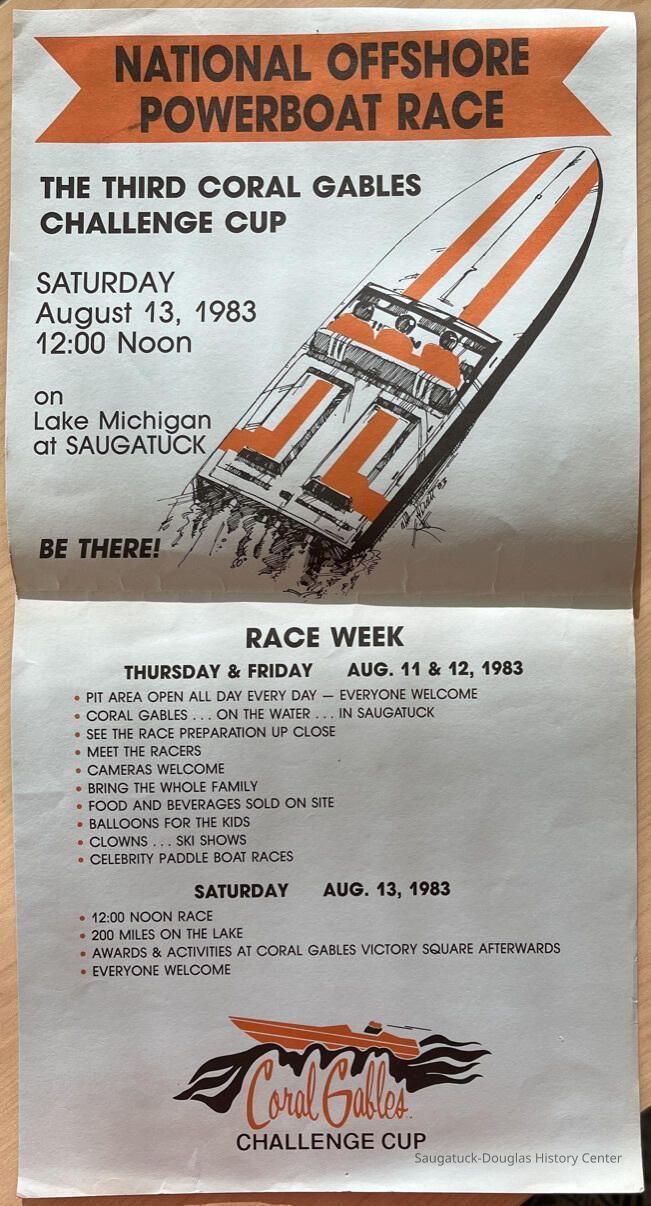 NATIONAL OFFSHORE
POWERBOAT RACE
THE THIRD CORAL GABLES
CHALLENGE CUP
SATURDAY
August 13, 1983
12:00 Noon
on
Lake Michigan
at SAUGATUCK
BE THERE!
RACE WEEK
THURSDAY & FRIDAY AUG. 11 & 12, 1983
• PIT AREA OPEN ALL DAY EVERY DAY — EVERYONE WELCOME
• CORAL GABLES . . . ON THE WATER . . . IN SAUGATUCK
• SEE THE RACE PREPARATION UP CLOSE
• MEET THE RACERS
• CAMERAS WELCOME
• BRING THE WHOLE FAMILY
• FOOD AND BEVERAGES SOLD ON SITE
• BALLOONS FOR THE KIDS
• CLOWNS . . . SKI SHOWS
• CELEBRITY PADDLE BOAT RACES
SATURDAY AUG. 13, 1983
• 12:00 NOON RACE
• 200 MILES ON THE LAKE
• AWARDS & ACTIVITIES AT CORAL GABLES VICTORY SQUARE AFTERWARDS
• EVERYONE WELCOME
Coral Gables
CHALLENGE CUP
Saugatuck-Douglas History Center